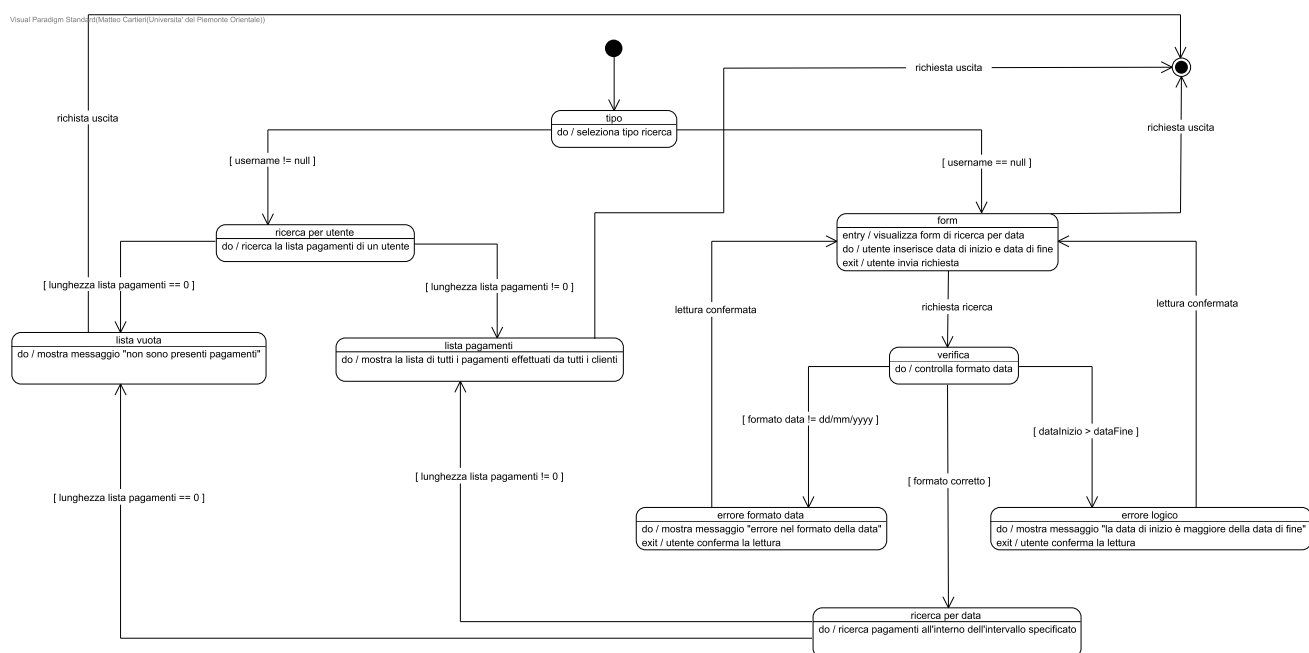 Visual Paradigm Standard(Matteo Cartieri(Universita' del Piemonte Orientale))
richiesta uscita
richista uscita
tipo
do / seleziona tipo ricerca
richiesta uscita
[ username != null ]
[ username == null ]
ricerca per utente
do / ricerca la lista pagamenti di un utente
form
entry / visualizza form di ricerca per data
do / utente inserisce data di inizio e data di fine
exit / utente invia richiesta
[ lunghezza lista pagamenti == 0 ]
[ lunghezza lista pagamenti != 0 ]
lettura confermata
richiesta ricerca
lettura confermata
lista vuota
do / mostra messaggio "non sono presenti pagamenti"
lista pagamenti
do / mostra la lista di tutti i pagamenti effettuati da tutti i clienti
verifica
do / controlla formato data
[ formato data != dd/mm/yyyy ]
[ dataInizio > dataFine ]
[ lunghezza lista pagamenti != 0 ]
[ formato corretto ]
[ lunghezza lista pagamenti == 0 ]
errore formato data
do / mostra messaggio "errore nel formato della data"
exit / utente conferma la lettura
errore logico
do / mostra messaggio "la data di inizio è maggiore della data di fine"
exit / utente conferma la lettura
ricerca per data
do / ricerca pagamenti all'interno dell'intervallo specificato